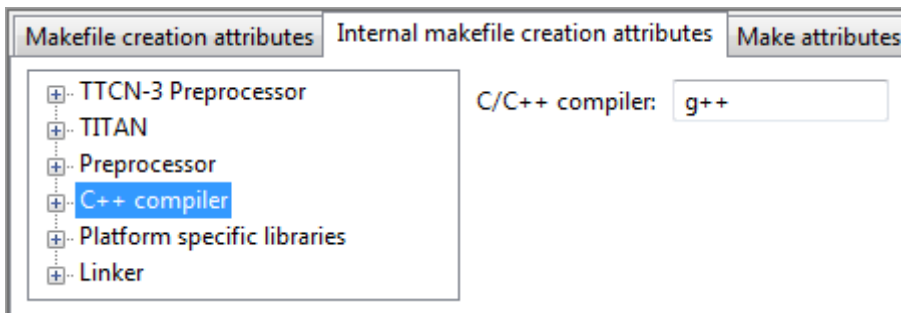 Makefile creation attributes Internal makefile creation attributes Make attributes
TTCN-3 Preprocessor
TITAN
Preprocessor
C++ compiler
Platform specific libraries
Linker
C/C++ compiler: g++